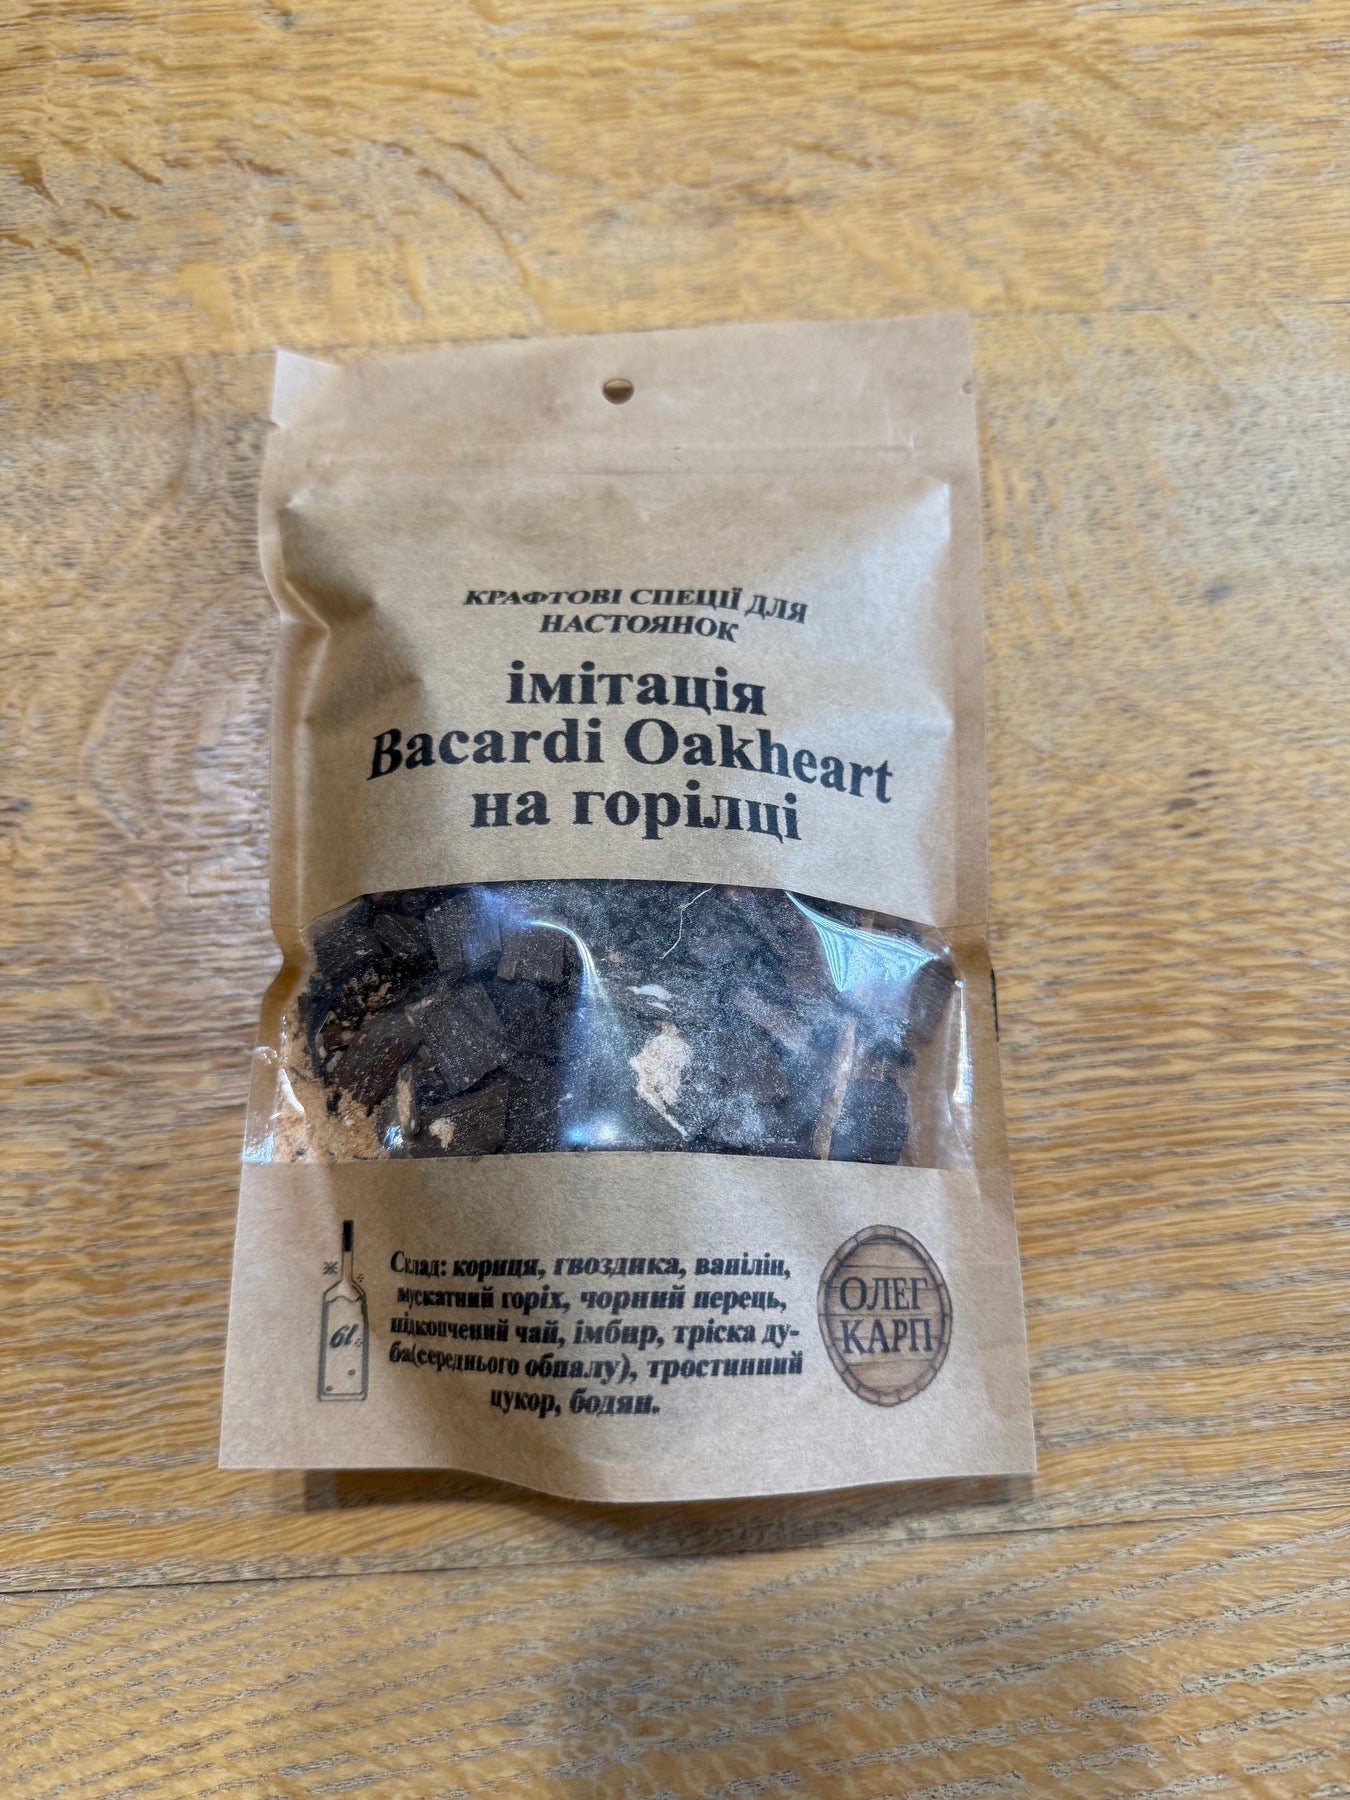 КРАФТОВІ СПЕЦІЇ ДЛЯ
НАСТОЯНОК
імітація
Bacardi Oakheart
на горілці
6l
Склад: кориця, гвоздика, ванілін,
мускатний горіх, чорний перець,
підкопчений чай, імбир, тріска ду-
ба(середнього обпалу), тростинний
цукор, бодян.
ОЛЕГ
КАРП